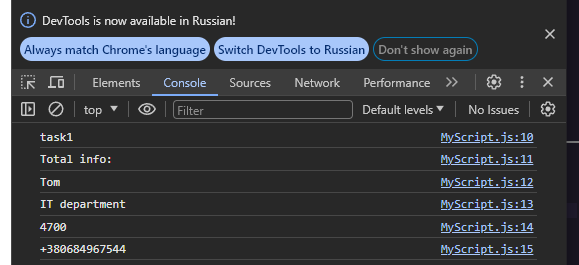 DevTools is now available in Russian!
Always match Chrome's language Switch DevTools to Russian Don't show again
Elements Console Sources Network Performance
top Filter Default levels No Issues
task1 MyScript.js:10
Total info: MyScript.js:11
Tom MyScript.js:12
IT department MyScript.js:13
4700 MyScript.js:14
+380684967544 MyScript.js:15